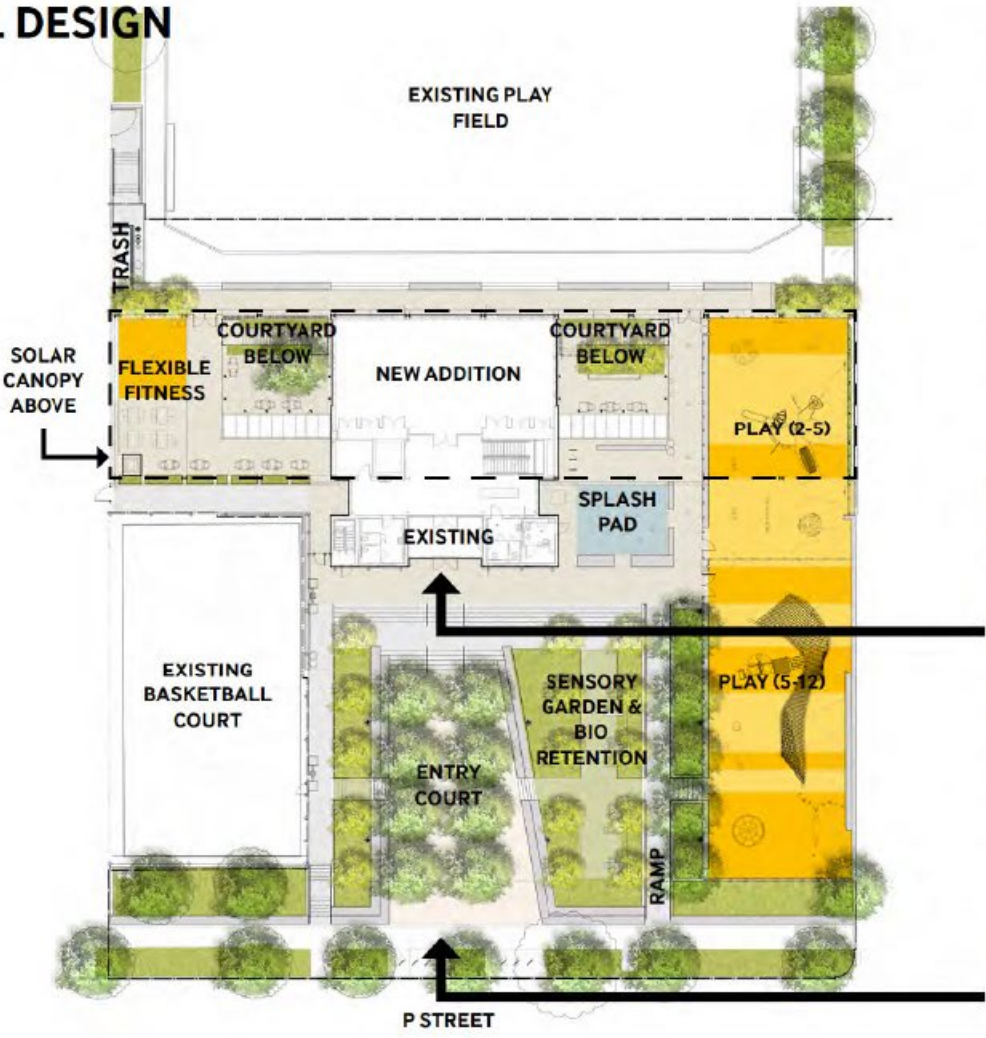 L DESIGN
EXISTING PLAY
FIELD
TRASH
SOLAR
CANOPY
ABOVE
FLEXIBLE
FITNESS
COURTYARD
BELOW
NEW ADDITION
COURTYARD
BELOW
PLAY (2-5)
SPLASH
PAD
EXISTING
EXISTING
BASKETBALL
COURT
ENTRY
COURT
SENSORY
GARDEN &
BIO
RETENTION
PLAY (5-12)
RAMP
P STREET